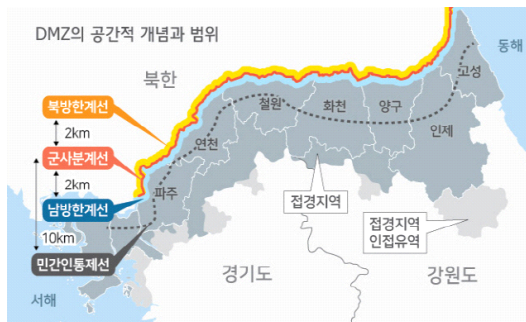 DMZ의 공간적 개념과 범위
동해
북한
고성
북방한계선
철원
화천
양구
2km
인제
연천
군사분계선
2km
파주
접경지역
남방한계선
10km
접경지역
인접유역
민간인통제선
경기도
강원도
서해